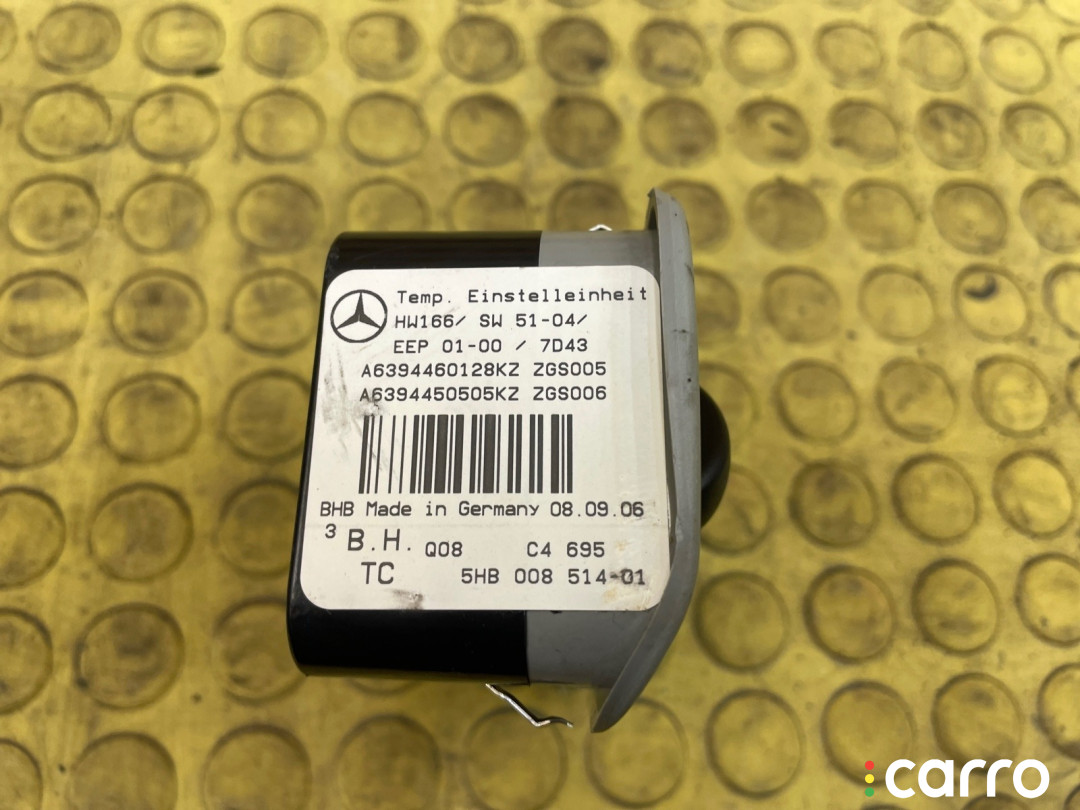 Temp. Einstelleinheit
HW166/ SW 51-04/
EEP 01-00 / 7D43
A6394460128KZ ZGS005
A6394450505KZ ZGS006
BHB Made in Germany 08.09.06
3 B.H. Q08 C4 695
TC 5HB 008 514-01
carro